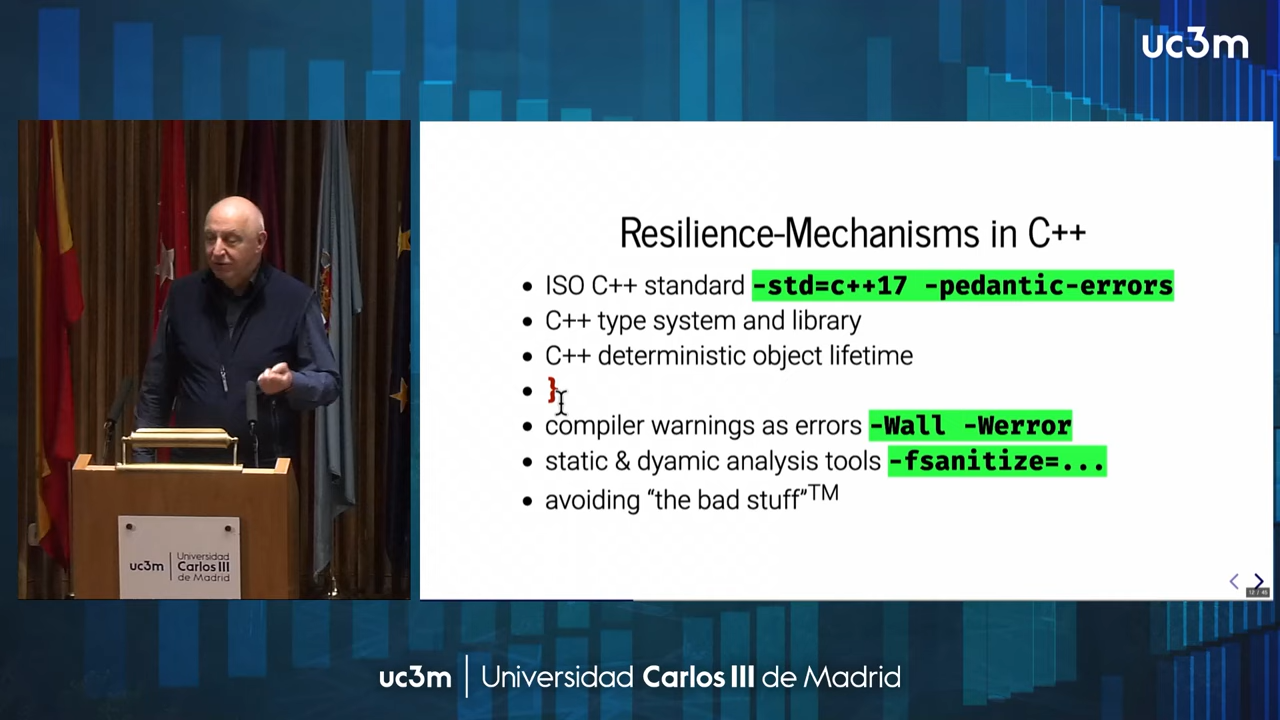 uc3m
Resilience-Mechanisms in C++
• ISO C++ standard -std=c++17 -pedantic-errors
• C++ type system and library
• C++ deterministic object lifetime
• }
• compiler warnings as errors -Wall -Werror
• static & dyamic analysis tools -fsanitize=...
• avoiding “the bad stuff”TM
uc3m | Universidad
Carlos III
de Madrid
uc3m | Universidad Carlos III de Madrid